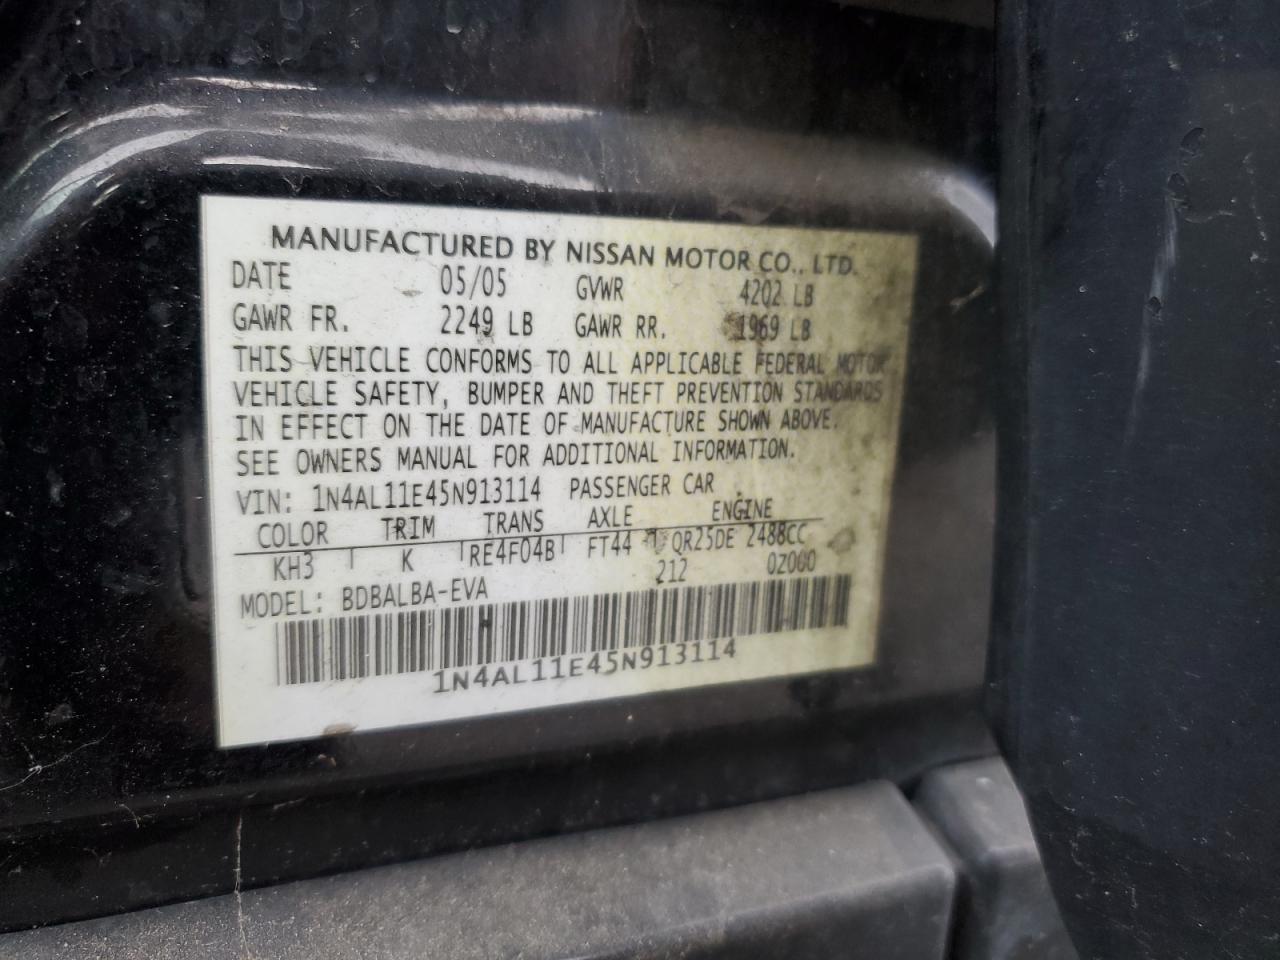 MANUFACTURED BY NISSAN MOTOR CO., LTD.
DATE 05/05 GVWR 4202 LB
GAWR FR. 2249 LB GAWR RR. 1969 LB
THIS VEHICLE CONFORMS TO ALL APPLICABLE FEDERAL MOTOR
VEHICLE SAFETY, BUMPER AND THEFT PREVENTION STANDARDS
IN EFFECT ON THE DATE OF MANUFACTURE SHOWN ABOVE.
SEE OWNERS MANUAL FOR ADDITIONAL INFORMATION.
VIN: 1N4AL11E45N913114 PASSENGER CAR
COLOR TRIM TRANS AXLE ENGINE
KH3 K RE4F04B FT44 QR25DE 2488CC
212 0Z000
MODEL: BDBALBA-EVA
1N4AL11E45N913114